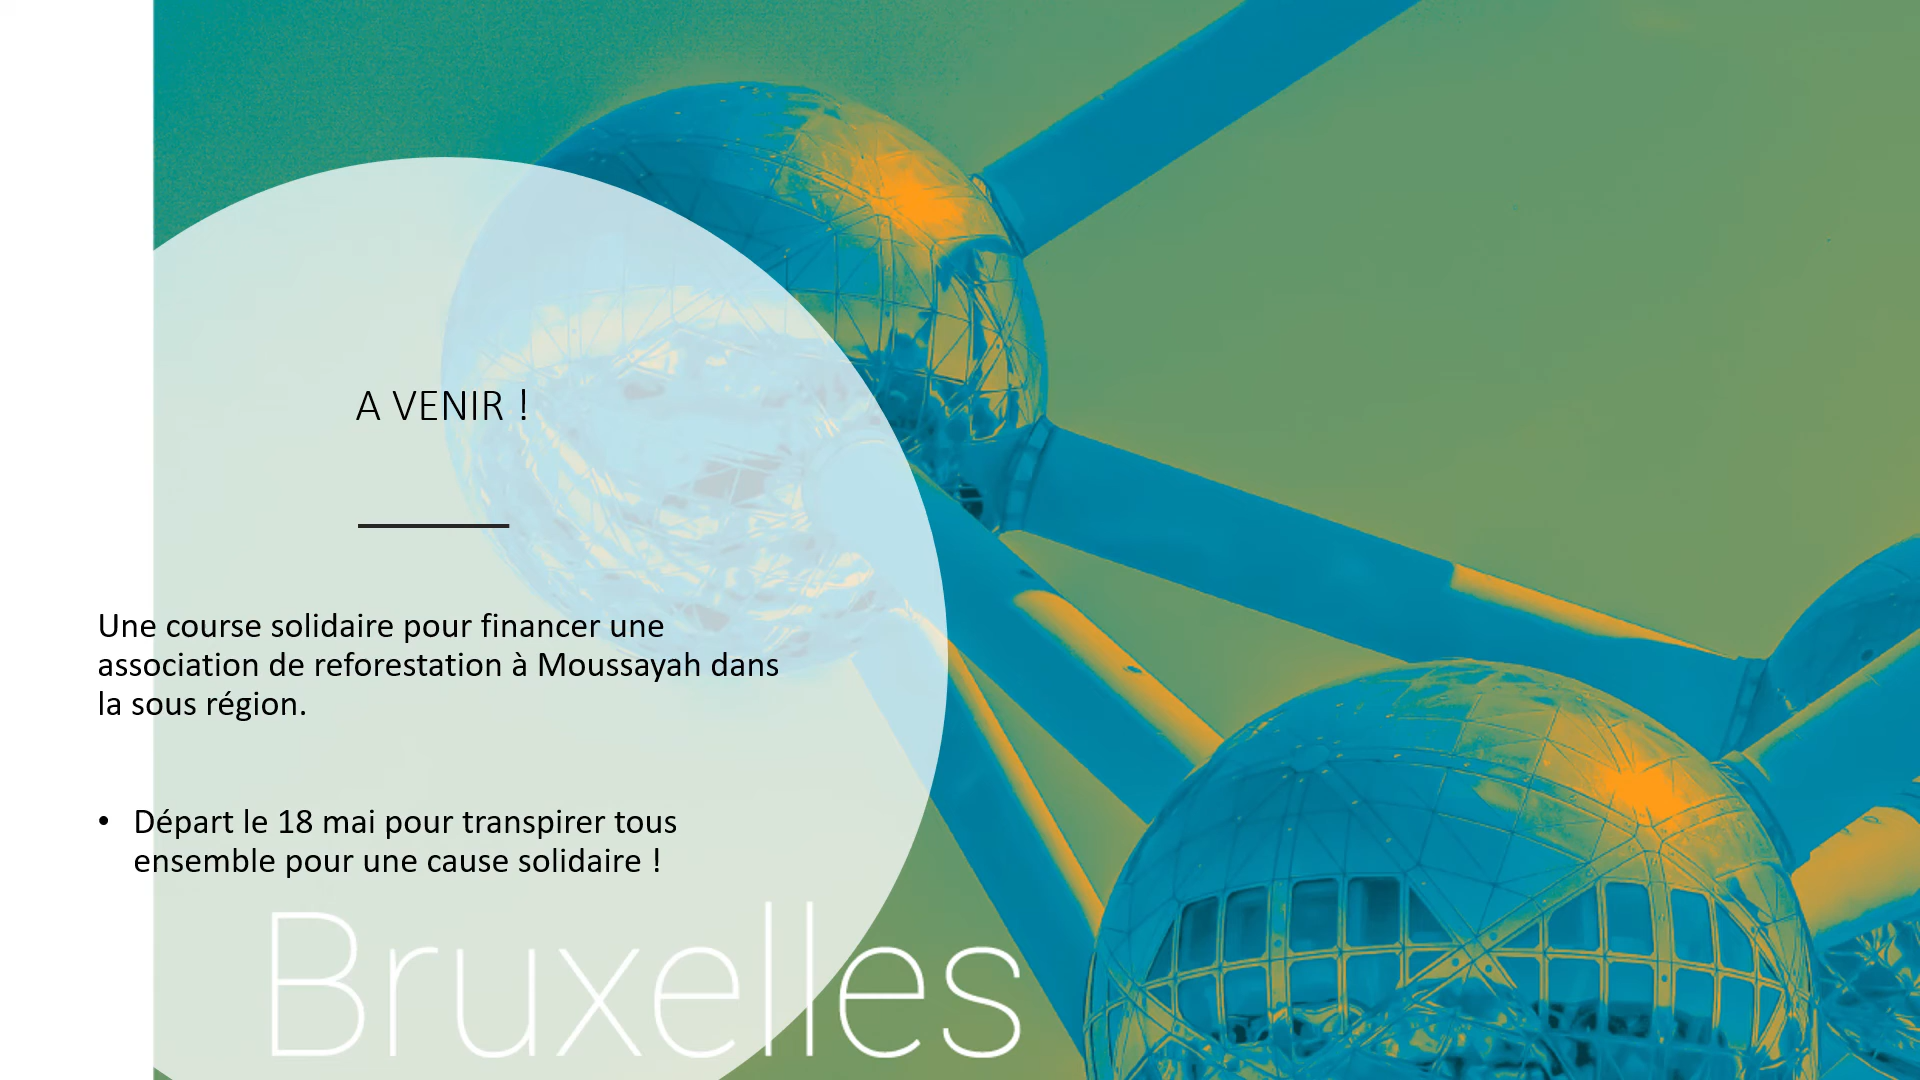 A VENIR !
Une course solidaire pour financer une
association de reforestation à Moussayah dans
la sous région.
• Départ le 18 mai pour transpirer tous
ensemble pour une cause solidaire !
Bruxelles